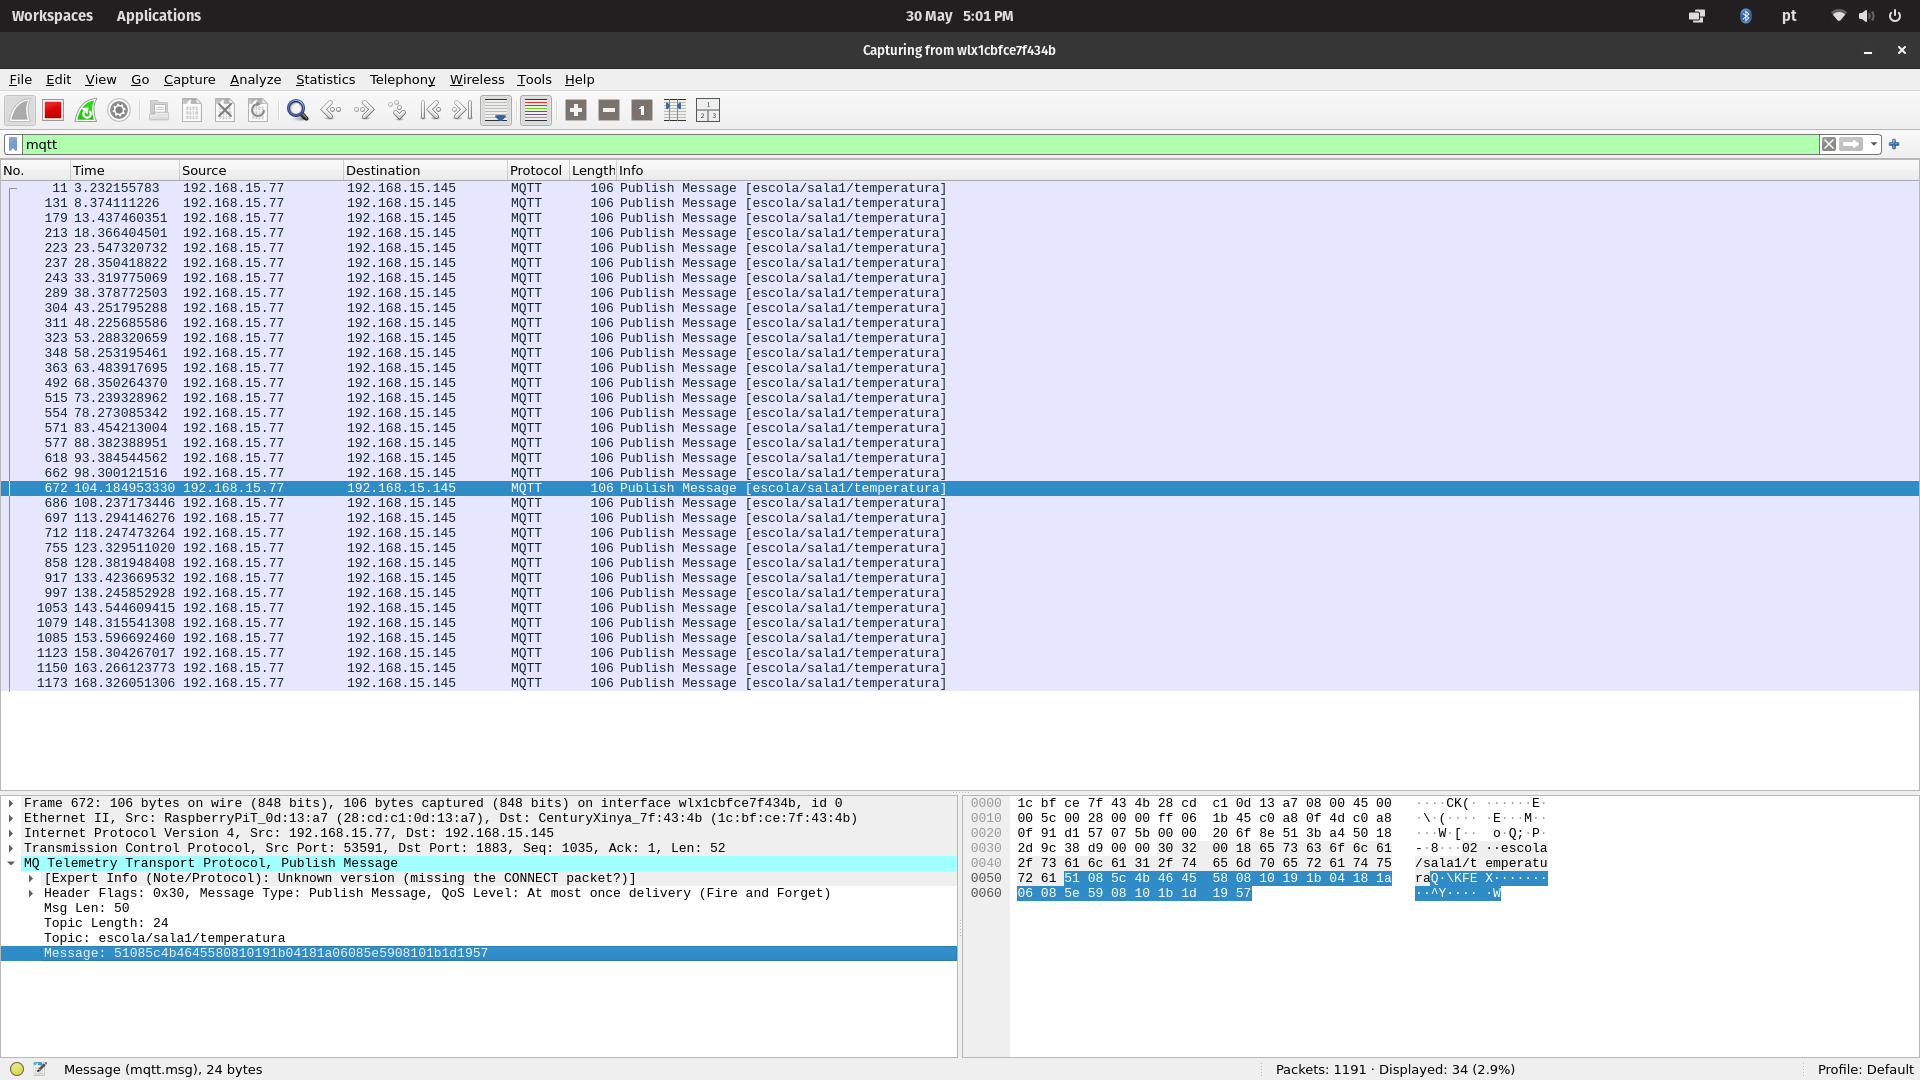 Workspaces Applications 30 May 5:01 PM pt
Capturing from wlx1cbfce7f434b
File Edit View Go Capture Analyze Statistics Telephony Wireless Tools Help
mqtt
No. Time Source Destination Protocol Length Info
11 3.232155783 192.168.15.77 192.168.15.145 MQTT 106 Publish Message [escola/sala1/temperatura]
131 8.374111226 192.168.15.77 192.168.15.145 MQTT 106 Publish Message [escola/sala1/temperatura]
179 13.437460351 192.168.15.77 192.168.15.145 MQTT 106 Publish Message [escola/sala1/temperatura]
213 18.366404501 192.168.15.77 192.168.15.145 MQTT 106 Publish Message [escola/sala1/temperatura]
223 23.547320732 192.168.15.77 192.168.15.145 MQTT 106 Publish Message [escola/sala1/temperatura]
237 28.350418822 192.168.15.77 192.168.15.145 MQTT 106 Publish Message [escola/sala1/temperatura]
243 33.319775069 192.168.15.77 192.168.15.145 MQTT 106 Publish Message [escola/sala1/temperatura]
289 38.378772503 192.168.15.77 192.168.15.145 MQTT 106 Publish Message [escola/sala1/temperatura]
304 43.251795288 192.168.15.77 192.168.15.145 MQTT 106 Publish Message [escola/sala1/temperatura]
311 48.225685586 192.168.15.77 192.168.15.145 MQTT 106 Publish Message [escola/sala1/temperatura]
323 53.288320659 192.168.15.77 192.168.15.145 MQTT 106 Publish Message [escola/sala1/temperatura]
348 58.253195461 192.168.15.77 192.168.15.145 MQTT 106 Publish Message [escola/sala1/temperatura]
363 63.483917695 192.168.15.77 192.168.15.145 MQTT 106 Publish Message [escola/sala1/temperatura]
492 68.350264370 192.168.15.77 192.168.15.145 MQTT 106 Publish Message [escola/sala1/temperatura]
515 73.239328962 192.168.15.77 192.168.15.145 MQTT 106 Publish Message [escola/sala1/temperatura]
554 78.273085342 192.168.15.77 192.168.15.145 MQTT 106 Publish Message [escola/sala1/temperatura]
571 83.454213004 192.168.15.77 192.168.15.145 MQTT 106 Publish Message [escola/sala1/temperatura]
577 88.382388951 192.168.15.77 192.168.15.145 MQTT 106 Publish Message [escola/sala1/temperatura]
618 93.384544562 192.168.15.77 192.168.15.145 MQTT 106 Publish Message [escola/sala1/temperatura]
662 98.300121516 192.168.15.77 192.168.15.145 MQTT 106 Publish Message [escola/sala1/temperatura]
672 104.184953330 192.168.15.77 192.168.15.145 MQTT 106 Publish Message [escola/sala1/temperatura]
686 108.237173446 192.168.15.77 192.168.15.145 MQTT 106 Publish Message [escola/sala1/temperatura]
697 113.294146276 192.168.15.77 192.168.15.145 MQTT 106 Publish Message [escola/sala1/temperatura]
712 118.247473264 192.168.15.77 192.168.15.145 MQTT 106 Publish Message [escola/sala1/temperatura]
755 123.329511020 192.168.15.77 192.168.15.145 MQTT 106 Publish Message [escola/sala1/temperatura]
858 128.381948408 192.168.15.77 192.168.15.145 MQTT 106 Publish Message [escola/sala1/temperatura]
917 133.423669532 192.168.15.77 192.168.15.145 MQTT 106 Publish Message [escola/sala1/temperatura]
997 138.245852928 192.168.15.77 192.168.15.145 MQTT 106 Publish Message [escola/sala1/temperatura]
1053 143.544609415 192.168.15.77 192.168.15.145 MQTT 106 Publish Message [escola/sala1/temperatura]
1079 148.315541308 192.168.15.77 192.168.15.145 MQTT 106 Publish Message [escola/sala1/temperatura]
1085 153.596692460 192.168.15.77 192.168.15.145 MQTT 106 Publish Message [escola/sala1/temperatura]
1123 158.304267017 192.168.15.77 192.168.15.145 MQTT 106 Publish Message [escola/sala1/temperatura]
1150 163.266123773 192.168.15.77 192.168.15.145 MQTT 106 Publish Message [escola/sala1/temperatura]
1173 168.326051306 192.168.15.77 192.168.15.145 MQTT 106 Publish Message [escola/sala1/temperatura]
Frame 672: 106 bytes on wire (848 bits), 106 bytes captured (848 bits) on interface wlx1cbfce7f434b, id 0
Ethernet II, Src: RaspberryPiT_0d:13:a7 (28:cd:c1:0d:13:a7), Dst: CenturyXinya_7f:43:4b (1c:bf:ce:7f:43:4b)
Internet Protocol Version 4, Src: 192.168.15.77, Dst: 192.168.15.145
Transmission Control Protocol, Src Port: 53591, Dst Port: 1883, Seq: 1035, Ack: 1, Len: 52
MQ Telemetry Transport Protocol, Publish Message
[Expert Info (Note/Protocol): Unknown version (missing the CONNECT packet?)]
Header Flags: 0x30, Message Type: Publish Message, QoS Level: At most once delivery (Fire and Forget)
Msg Len: 50
Topic Length: 24
Topic: escola/sala1/temperatura
Message: 51085c4b4645580810191b04181a06085e5908101b1d1957
0000 1c bf ce 7f 43 4b 28 cd c1 0d 13 a7 08 00 45 00 ····CK(· ······E·
0010 00 5c 00 28 00 00 ff 06 1b 45 c0 a8 0f 4d c0 a8 ·\·(···· ·E···M··
0020 0f 91 d1 57 07 5b 00 00 20 6f 8e 51 3b a4 50 18 ···W·[·· o·Q;·P·
0030 2d 9c 38 d9 00 00 30 32 00 18 65 73 63 6f 6c 61 -·8···02 ··escola
0040 2f 73 61 6c 61 31 2f 74 65 6d 70 65 72 61 74 75 /sala1/t emperatu
0050 72 61 51 08 5c 4b 46 45 58 08 10 19 1b 04 18 1a raQ·\KFE X·······
0060 06 08 5e 59 08 10 1b 1d 19 57 ··^Y···· ·W
Message (mqtt.msg), 24 bytes Packets: 1191 · Displayed: 34 (2.9%) Profile: Default